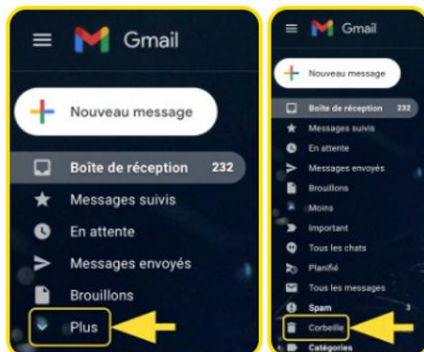 Gmail
Nouveau message
Boîte de réception 232
Messages suivis
En attente
Messages envoyés
Brouillons
Plus
Gmail
Nouveau message
Boîte de réception 232
Messages suivis
En attente
Messages envoyés
Brouillons
Moins
Important
Tous les chats
Planifié
Tous les messages
Spam 3
Corbeille
Catégories